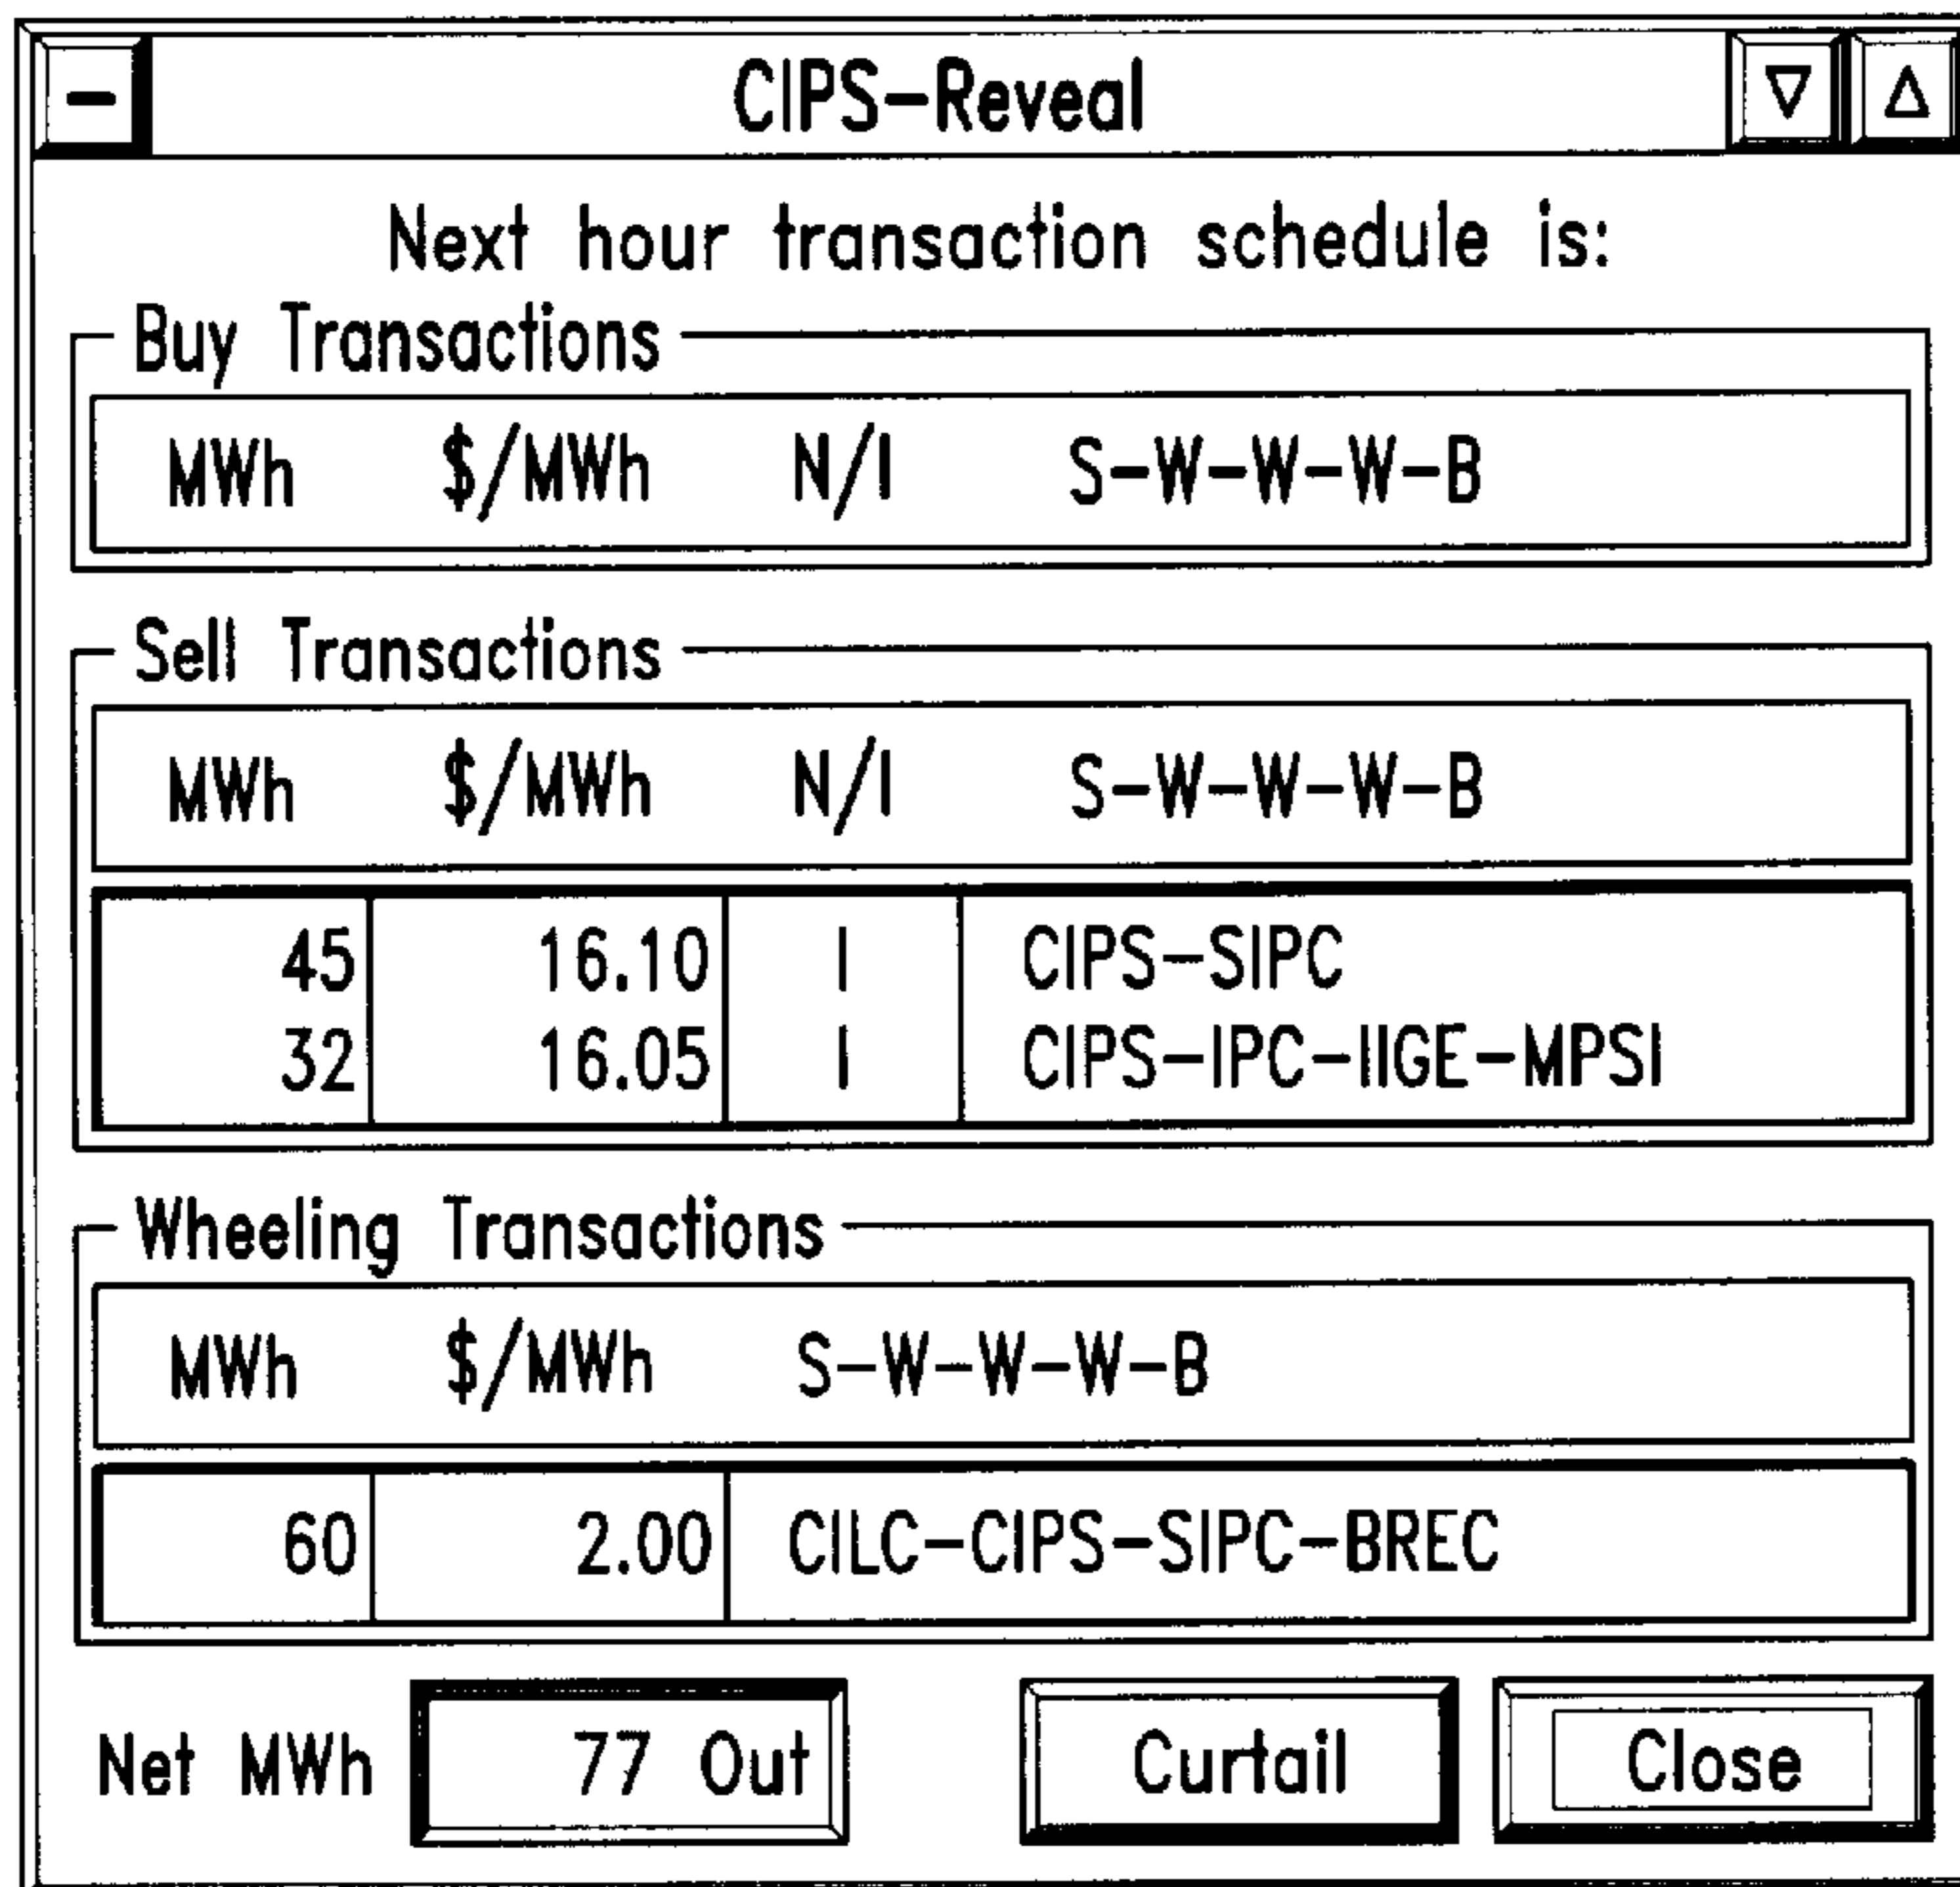 CIPS-Reveal
Next hour transaction schedule is:
Buy Transactions
MWh $/MWh N/I S-W-W-W-B
Sell Transactions
MWh $/MWh N/I S-W-W-W-B
45 16.10 I CIPS-SIPC
32 16.05 I CIPS-IPC-IIGE-MPSI
Wheeling Transactions
MWh $/MWh S-W-W-W-B
60 2.00 CILC-CIPS-SIPC-BREC
Net MWh 77 Out Curtail Close